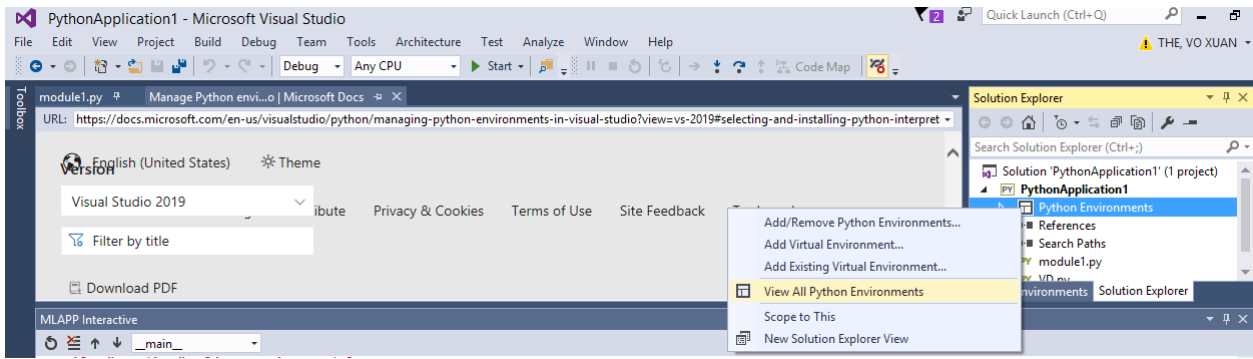 PythonApplication1 - Microsoft Visual Studio
2
Quick Launch (Ctrl+Q)
File Edit View Project Build Debug Team Tools Architecture Test Analyze Window Help
THE, VO XUAN
Debug
Any CPU
Start
Code Map
Toolbox
module1.py
Manage Python envi...o | Microsoft Docs
URL: https://docs.microsoft.com/en-us/visualstudio/python/managing-python-environments-in-visual-studio?view=vs-2019#selecting-and-installing-python-interpret
English (United States)
Theme
Version
Visual Studio 2019
ibute
Privacy & Cookies
Terms of Use
Site Feedback
Filter by title
Download PDF
Add/Remove Python Environments...
Add Virtual Environment...
Add Existing Virtual Environment...
View All Python Environments
Scope to This
New Solution Explorer View
Solution Explorer
Search Solution Explorer (Ctrl+;)
Solution 'PythonApplication1' (1 project)
PY PythonApplication1
Python Environments
References
Search Paths
module1.py
nvironments
Solution Explorer
MLAPP Interactive
__main__